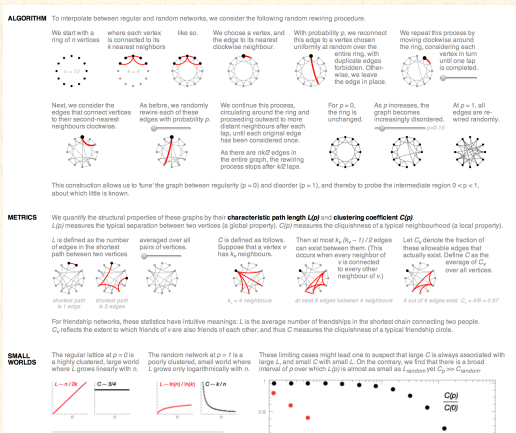 ALGORITHM To interpolate between regular and random networks, we consider the following random rewiring procedure.
We start with a
ring of n vertices
n = 12
where each vertex
is connected to its
k nearest neighbors
k = 4
like so.
We choose a vertex, and
the edge to its nearest
clockwise neighbour.
With probability p, we reconnect
this edge to a vertex chosen
uniformly at random over
the entire ring, with
duplicate edges
forbidden. Other-
wise, we leave
the edge in place.
We repeat this process by
moving clockwise around
the ring, considering each
vertex in turn
until one lap
is completed.
Next, we consider the
edges that connect vertices
to their second-nearest
neighbours clockwise.
As before, we randomly
rewire each of these
edges with probability p.
We continue this process,
circulating around the ring and
proceeding outward to more
distant neighbours after each
lap, until each original edge
has been considered once.
As there are nk/2 edges in
the entire graph, the rewiring
process stops after k/2 laps.
For p = 0,
the ring is
unchanged.
As p increases, the
graph becomes
increasingly disordered.
p=0.15
At p = 1, all
edges are re-
wired randomly.
This construction allows us to 'tune' the graph between regularity (p = 0) and disorder (p = 1), and thereby to probe the intermediate region 0 < p < 1,
about which little is known.
METRICS We quantify the structural properties of these graphs by their characteristic path length L(p) and clustering coefficient C(p)
L(p) measures the typical separation between two vertices (a global property). C(p) measures the cliquishness of a typical neighbourhood (a local property).
L is defined as the number
of edges in the shortest
path between two vertices
shortest path
is 1 edge
shortest path
is 3 edges
averaged over all
pairs of vertices.
C is defined as follows.
Suppose that a vertex v
has kv neighbours.
kv = 4 neighbours
Then at most kv (kv – 1) / 2 edges
can exist between them. (This
occurs when every neighbor of
v is connected
to every other
neighbour of v.)
at most 6 edges between 4 neighbours
Let Cv denote the fraction of
these allowable edges that
actually exist. Define C as the
average of Cv
over all vertices.
4 out of 6 edges exist. Cv = 4/6 = 0.67
For friendship networks, these statistics have intuitive meanings: L is the average number of friendships in the shortest chain connecting two people.
Cv reflects the extent to which friends of v are also friends of each other; and thus C measures the cliquishness of a typical friendship circle.
SMALL
WORLDS
The regular lattice at p = 0 is
a highly clustered, large world
where L grows linearly with n.
L ~ n / 2k
C ~ 3/4
The random network at p = 1 is a
poorly clustered, small world where
L grows only logarithmically with n.
L ~ ln(n) / ln(k)
C ~ k / n
These limiting cases might lead one to suspect that large C is always associated with
large L, and small C with small L. On the contrary, we find that there is a broad
interval of p over which L(p) is almost as small as Lrandom yet Cp >> Crandom
1
0.8
C(p)
C(0)